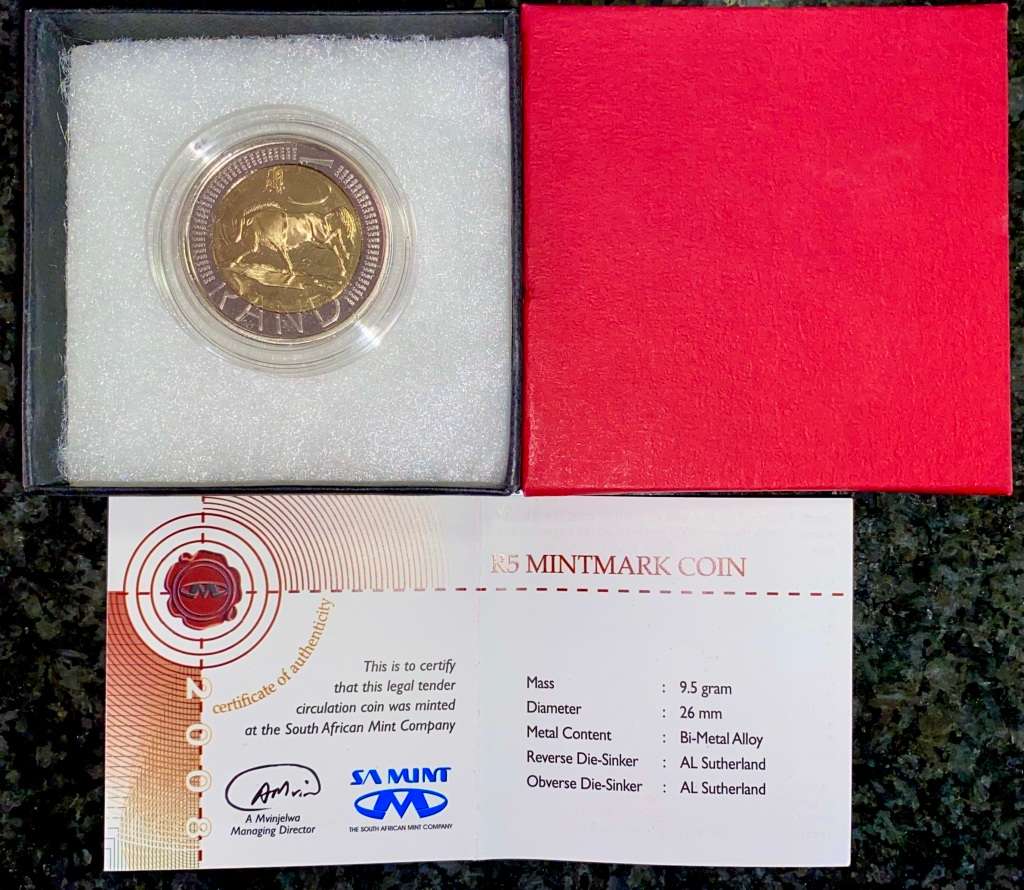 RAND
R5 MINTMARK COIN
certificate of authenticity
2008
This is to certify
that this legal tender
circulation coin was minted
at the South African Mint Company
A Mvinjelwa
Managing Director
SA MINT
THE SOUTH AFRICAN MINT COMPANY
Mass : 9.5 gram
Diameter : 26 mm
Metal Content : Bi-Metal Alloy
Reverse Die-Sinker : AL Sutherland
Obverse Die-Sinker : AL Sutherland